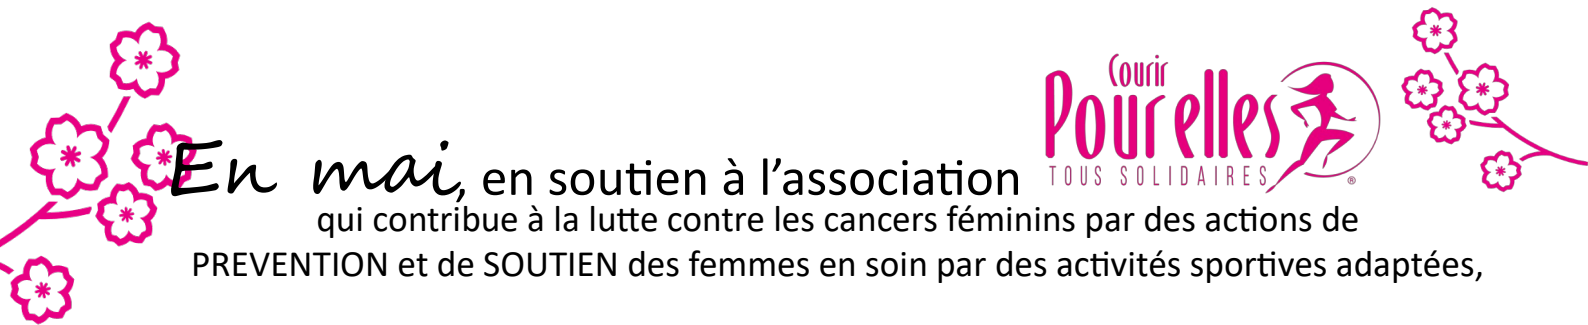 Courir
Pour elles
TOUS SOLIDAIRES ®
En mai, en soutien à l'association
qui contribue à la lutte contre les cancers féminins par des actions de
PREVENTION et de SOUTIEN des femmes en soin par des activités sportives adaptées,